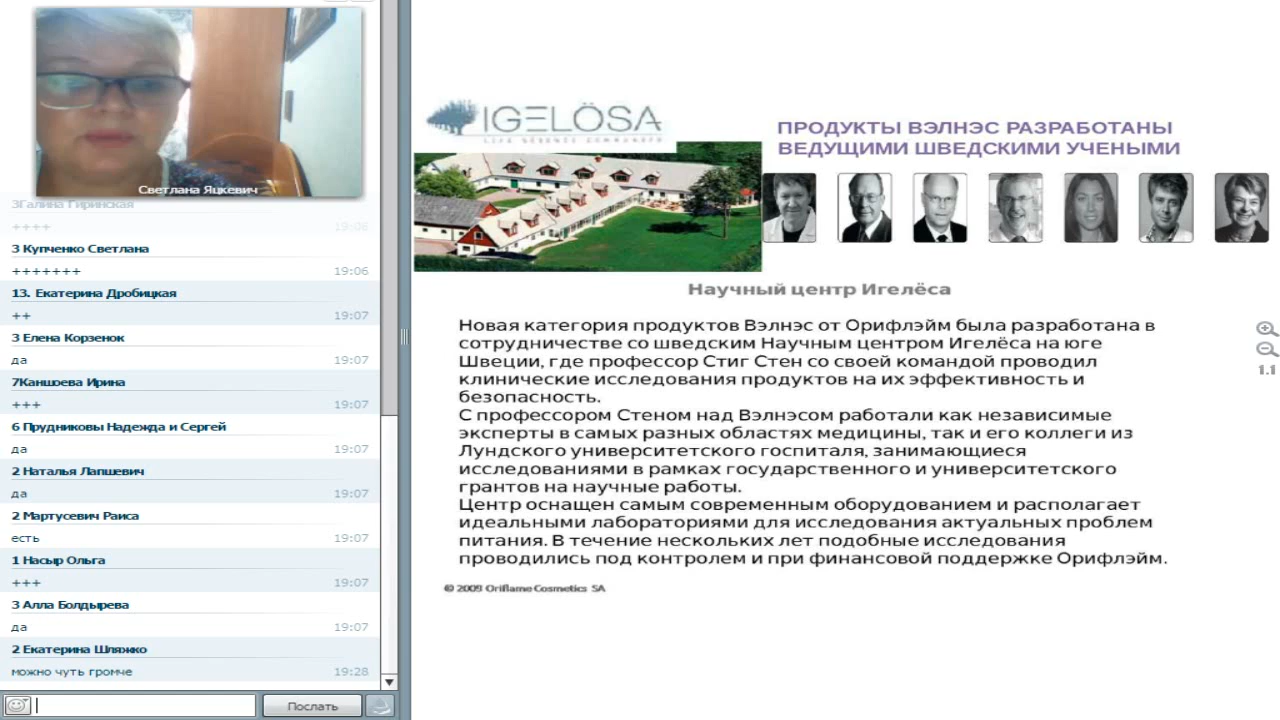 Светлана Яцкевич
3Галина Гиринская
++++ 19:06
3 Купченко Светлана
+++++++ 19:06
13. Екатерина Дробицкая
++ 19:07
3 Елена Корзенок
да 19:07
7Каншоева Ирина
+++ 19:07
6 Прудниковы Надежда и Сергей
да 19:07
2 Наталья Лапшевич
да 19:07
2 Мартусевич Раиса
есть 19:07
1 Насыр Ольга
+++ 19:07
3 Алла Болдырева
да 19:07
2 Екатерина Шляжко
можно чуть громче 19:28
Послать
IGELÖSA
ПРОДУКТЫ ВЭЛНЭС РАЗРАБОТАНЫ
ВЕДУЩИМИ ШВЕДСКИМИ УЧЕНЫМИ
Научный центр Игелёса
Новая категория продуктов Вэлнэс от Орифлэйм была разработана в
сотрудничестве со шведским Научным центром Игелёса на юге
Швеции, где профессор Стиг Стен со своей командой проводил
клинические исследования продуктов на их эффективность и
безопасность.
С профессором Стеном над Вэлнэсом работали как независимые
эксперты в самых разных областях медицины, так и его коллеги из
Лундского университетского госпиталя, занимающиеся
исследованиями в рамках государственного и университетского
грантов на научные работы.
Центр оснащен самым современным оборудованием и располагает
идеальными лабораториями для исследования актуальных проблем
питания. В течение нескольких лет подобные исследования
проводились под контролем и при финансовой поддержке Орифлэйм.
© 2009 Oriflame Cosmetics SA
1.1